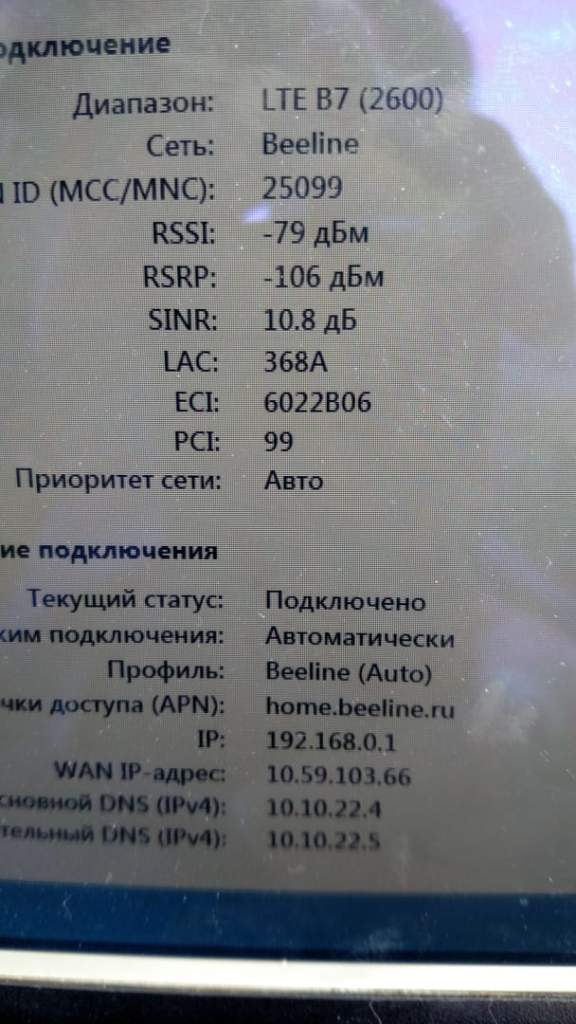 одключение
Диапазон: LTE B7 (2600)
Сеть: Beeline
ID (MCC/MNC): 25099
RSSI: -79 дБм
RSRP: -106 дБм
SINR: 10.8 дБ
LAC: 368A
ECI: 6022B06
PCI: 99
Приоритет сети: Авто
ие подключения
Текущий статус: Подключено
ким подключения: Автоматически
Профиль: Beeline (Auto)
чки доступа (APN): home.beeline.ru
IP: 192.168.0.1
WAN IP-адрес: 10.59.103.66
сновной DNS (IPv4): 10.10.22.4
тельный DNS (IPv4): 10.10.22.5